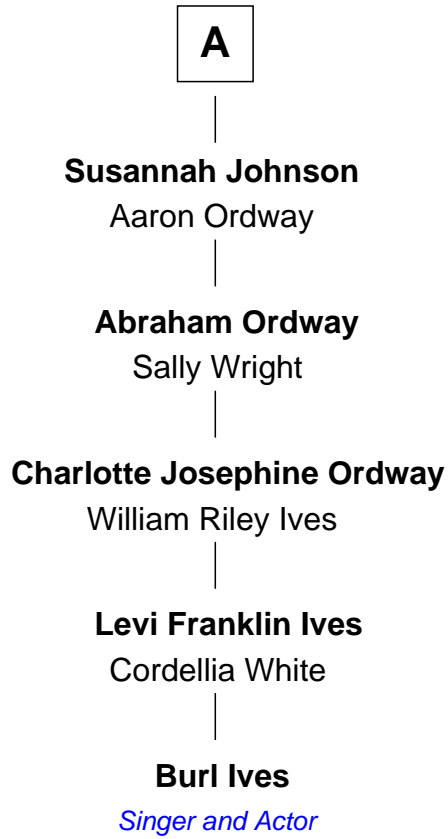 A
Susannah Johnson
Aaron Ordway
Abraham Ordway
Sally Wright
Charlotte Josephine Ordway
William Riley Ives
Levi Franklin Ives
Cordellia White
Burl Ives
Singer and Actor